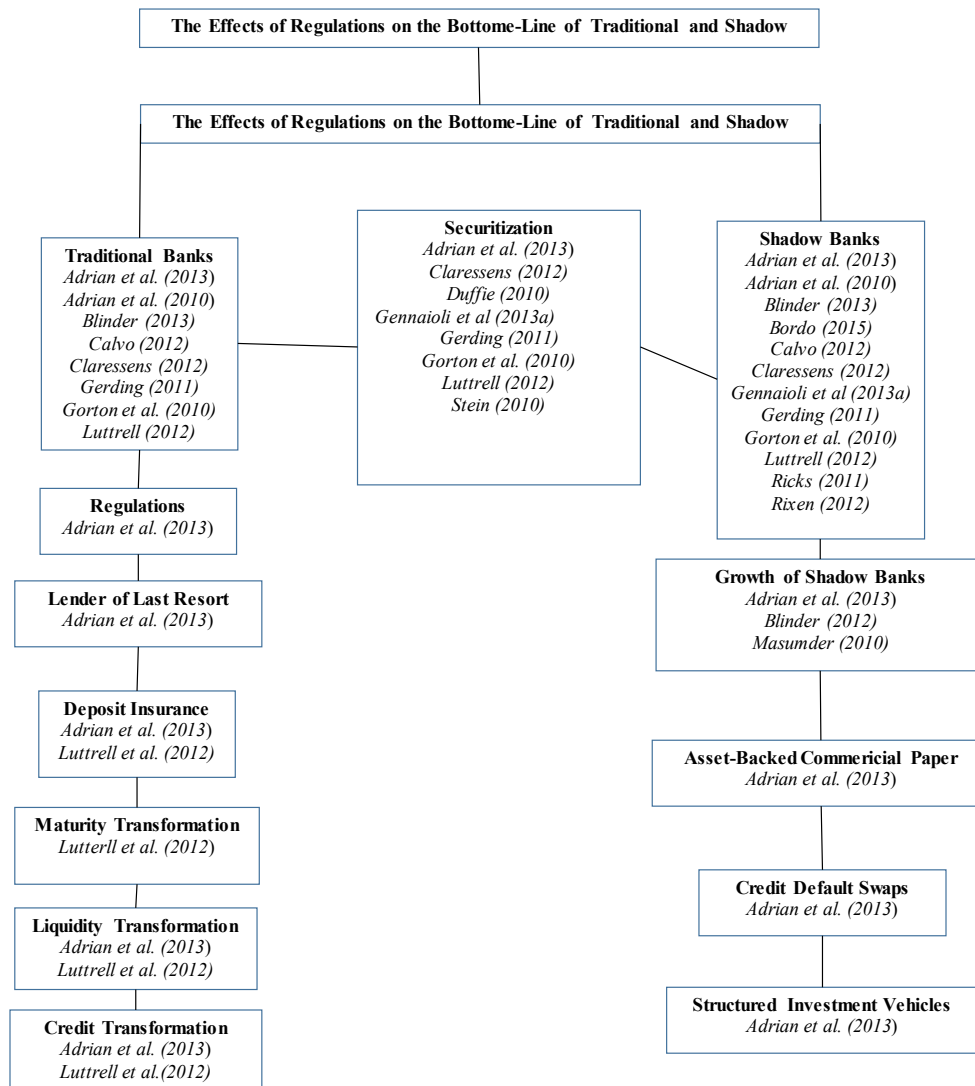 The Effects of Regulations on the Bottome-Line of Traditional and Shadow
The Effects of Regulations on the Bottome-Line of Traditional and Shadow
Traditional Banks
Adrian et al. (2013)
Adrian et al. (2010)
Blinder (2013)
Calvo (2012)
Claressens (2012)
Gerding (2011)
Gorton et al. (2010)
Luttrell (2012)
Securitization
Adrian et al. (2013)
Claressens (2012)
Duffie (2010)
Gennaioli et al (2013a)
Gerding (2011)
Gorton et al. (2010)
Luttrell (2012)
Stein (2010)
Shadow Banks
Adrian et al. (2013)
Adrian et al. (2010)
Blinder (2013)
Bordo (2015)
Calvo (2012)
Claressens (2012)
Gennaioli et al (2013a)
Gerding (2011)
Gorton et al. (2010)
Luttrell (2012)
Ricks (2011)
Rixen (2012)
Regulations
Adrian et al. (2013)
Lender of Last Resort
Adrian et al. (2013)
Deposit Insurance
Adrian et al. (2013)
Luttrell (2012)
Maturity Transformation
Lutterll et al. (2012)
Liquidity Transformation
Adrian et al. (2013)
Luttrell et al. (2012)
Credit Transformation
Adrian et al. (2013)
Luttrell et al.(2012)
Growth of Shadow Banks
Adrian et al. (2013)
Blinder (2012)
Masumder (2010)
Asset-Backed Commericial Paper
Adrian et al. (2013)
Credit Default Swaps
Adrian et al. (2013)
Structured Investment Vehicles
Adrian et al. (2013)